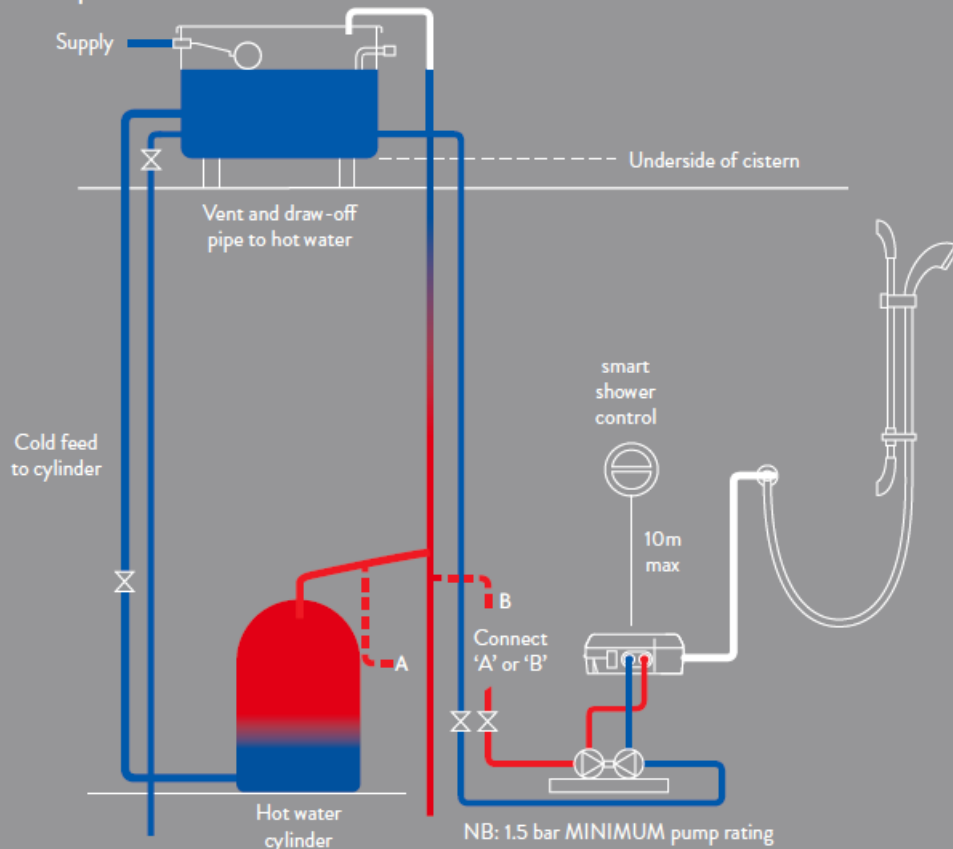 Supply
Underside of cistern
Vent and draw-off
pipe to hot water
smart
shower
control
Cold feed
to cylinder
10m
max
B
Connect
‘A’ or ‘B’
A
Hot water
cylinder
NB: 1.5 bar MINIMUM pump rating